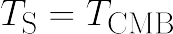 T_S = T_CMB